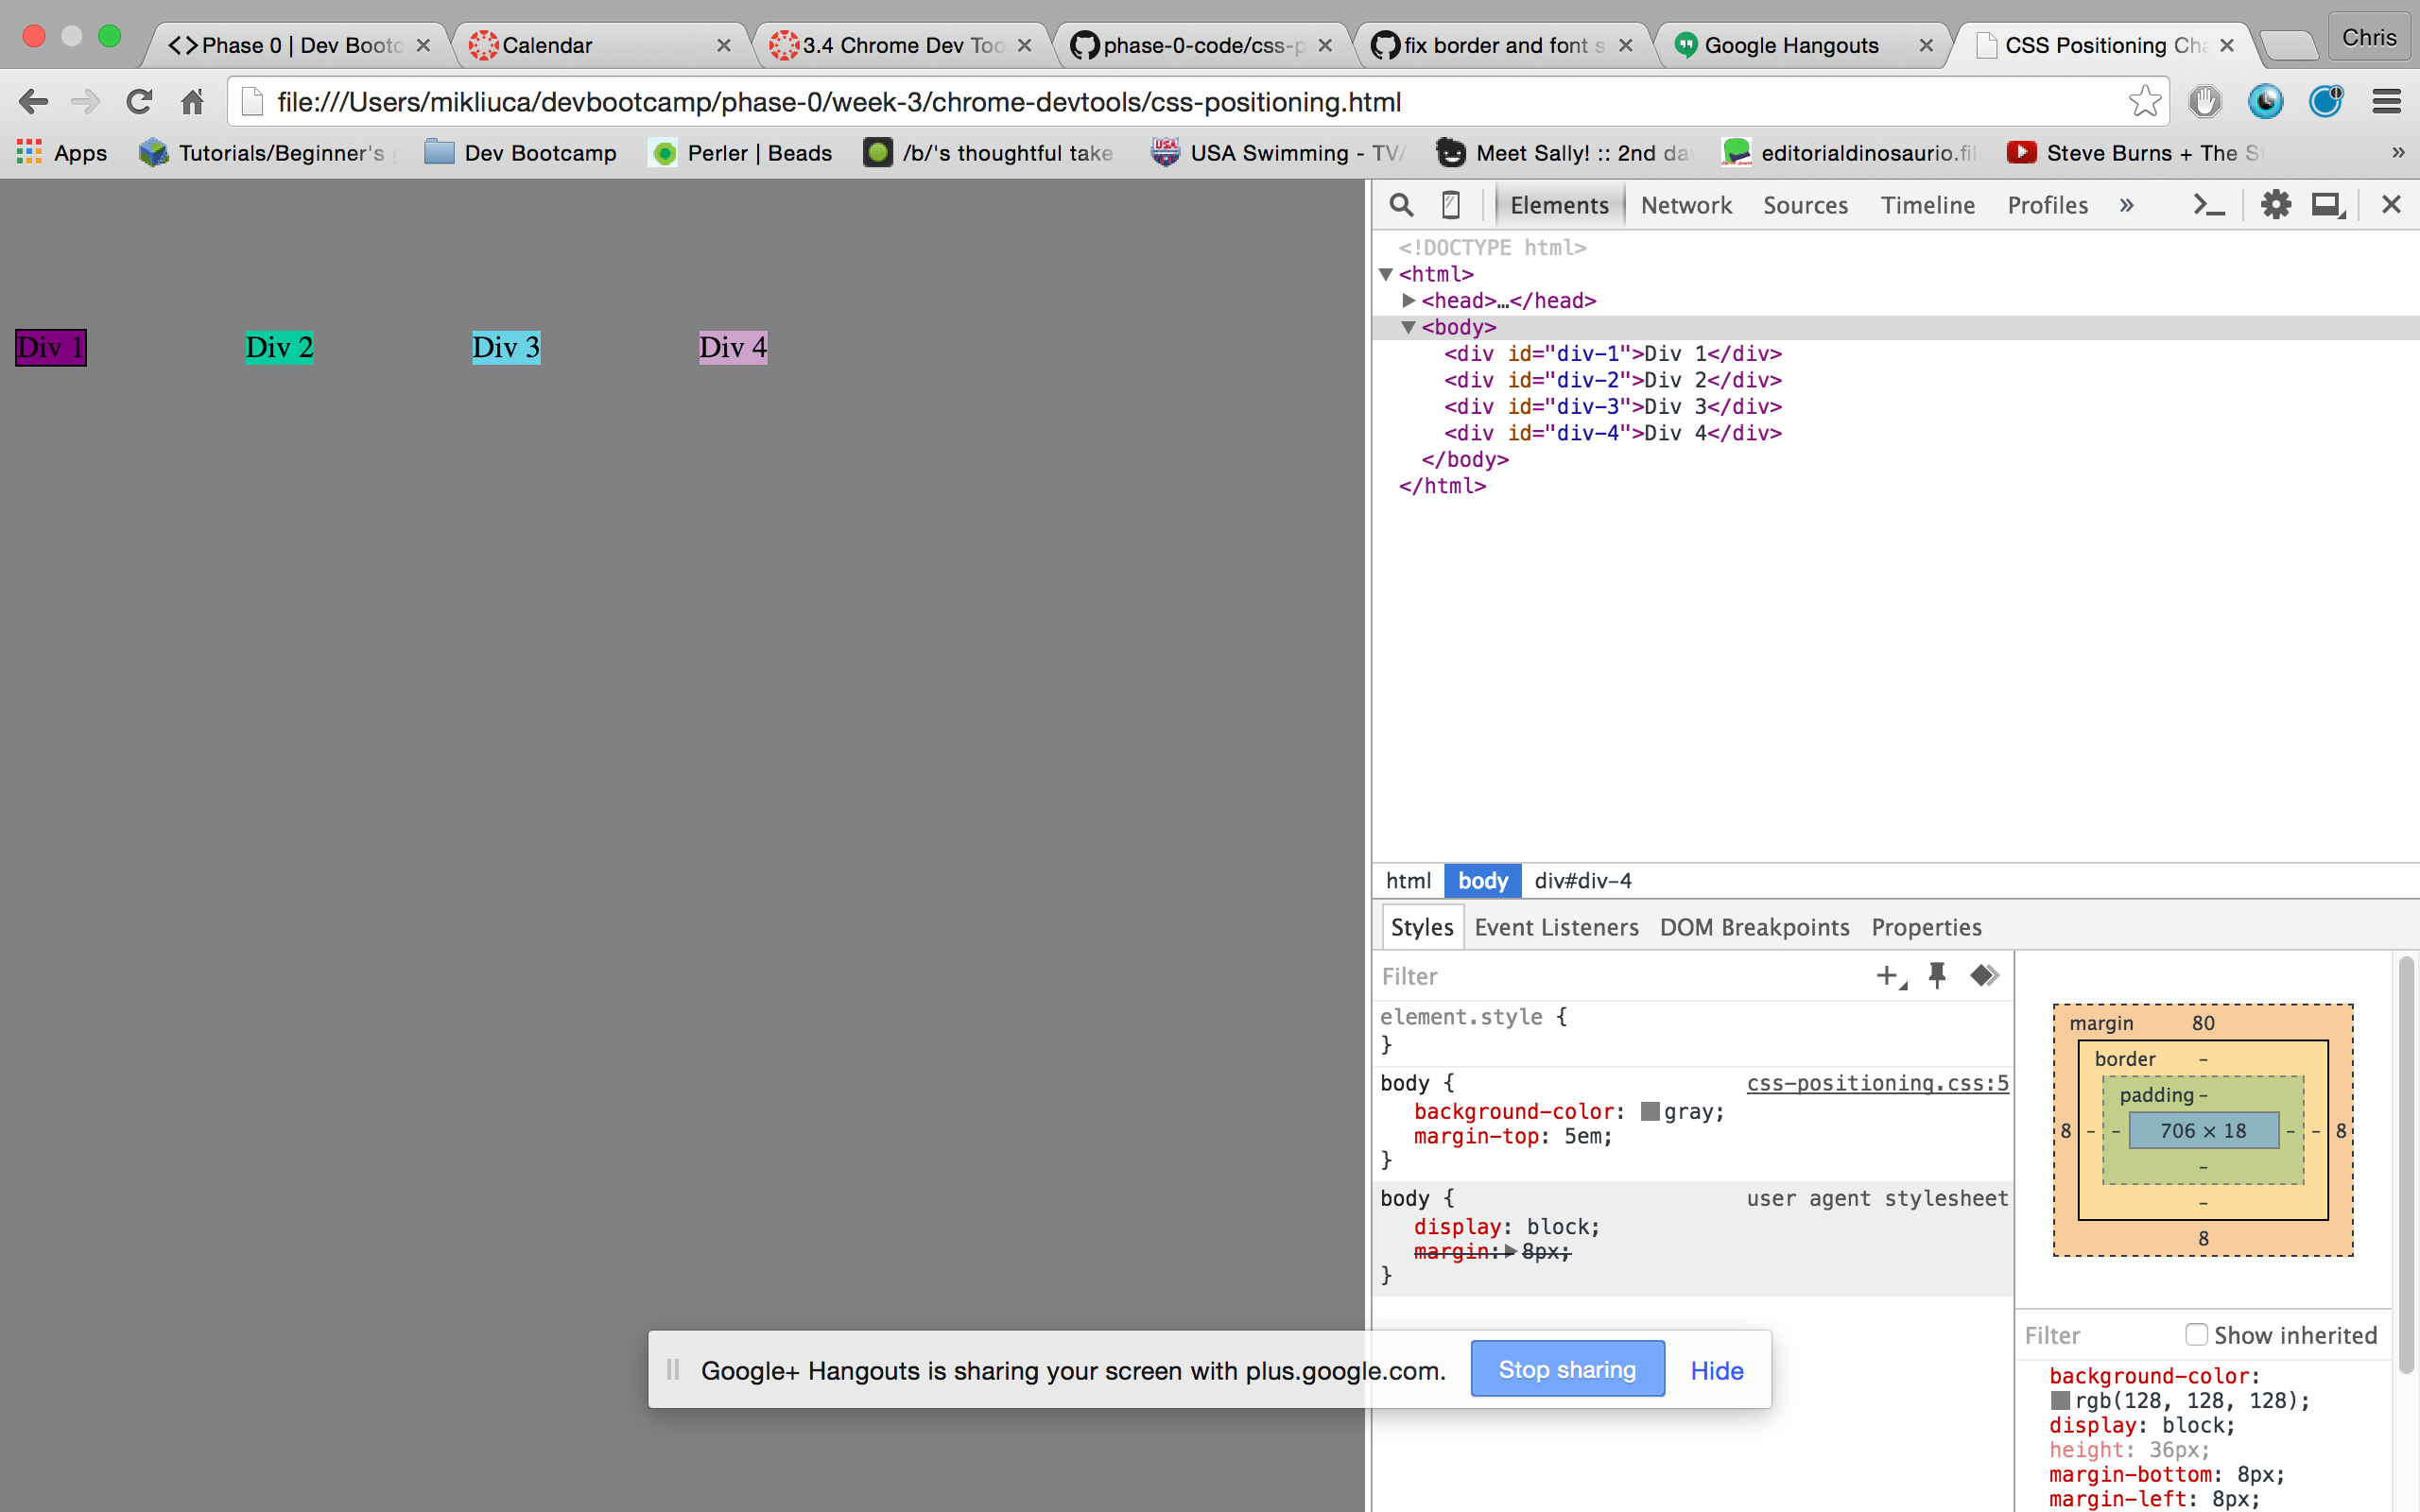 Phase 0 | Dev Bootc
Calendar
3.4 Chrome Dev Too
phase-0-code/css-p
fix border and font s
Google Hangouts
CSS Positioning Cha
Chris
file:///Users/mikliuca/devbootcamp/phase-0/week-3/chrome-devtools/css-positioning.html
Apps
Tutorials/Beginner's
Dev Bootcamp
Perler | Beads
/b/'s thoughtful take
USA Swimming - TV/
Meet Sally! :: 2nd da
editorialdinosaurio.fil
Steve Burns + The St
»
Div 1
Div 2
Div 3
Div 4
Elements Network Sources Timeline Profiles »
<!DOCTYPE html>
<html>
<head>…</head>
<body>
<div id="div-1">Div 1</div>
<div id="div-2">Div 2</div>
<div id="div-3">Div 3</div>
<div id="div-4">Div 4</div>
</body>
</html>
html body div#div-4
Styles Event Listeners DOM Breakpoints Properties
Filter
element.style {
}
body { css-positioning.css:5
background-color: gray;
margin-top: 5em;
}
body { user agent stylesheet
display: block;
margin: 8px;
}
margin 80
border -
padding -
8 - - 706 × 18 - - 8
-
-
8
Filter Show inherited
background-color:
rgb(128, 128, 128);
display: block;
height: 36px;
margin-bottom: 8px;
margin-left: 8px;
Google+ Hangouts is sharing your screen with plus.google.com. Stop sharing Hide